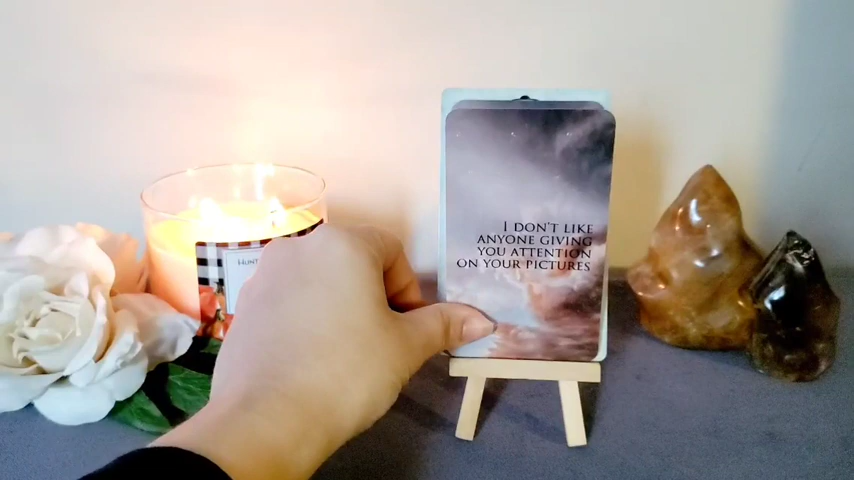 I DON'T LIKE
ANYONE GIVING
YOU ATTENTION
ON YOUR PICTURES